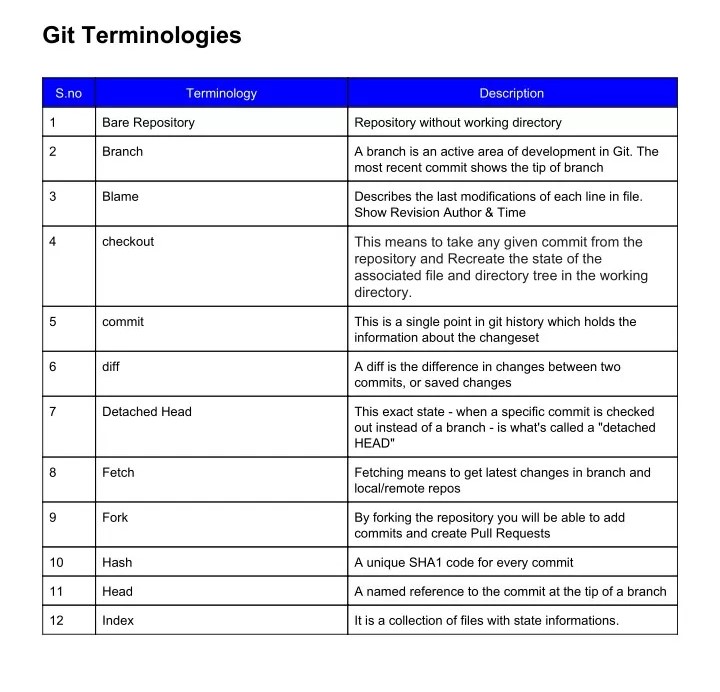 Git Terminologies
S.no Terminology Description
1 Bare Repository Repository without working directory
2 Branch A branch is an active area of development in Git. The
most recent commit shows the tip of branch
3 Blame Describes the last modifications of each line in file.
Show Revision Author & Time
4 checkout This means to take any given commit from the
repository and Recreate the state of the
associated file and directory tree in the working
directory.
5 commit This is a single point in git history which holds the
information about the changeset
6 diff A diff is the difference in changes between two
commits, or saved changes
7 Detached Head This exact state - when a specific commit is checked
out instead of a branch - is what's called a "detached
HEAD"
8 Fetch Fetching means to get latest changes in branch and
local/remote repos
9 Fork By forking the repository you will be able to add
commits and create Pull Requests
10 Hash A unique SHA1 code for every commit
11 Head A named reference to the commit at the tip of a branch
12 Index It is a collection of files with state informations.